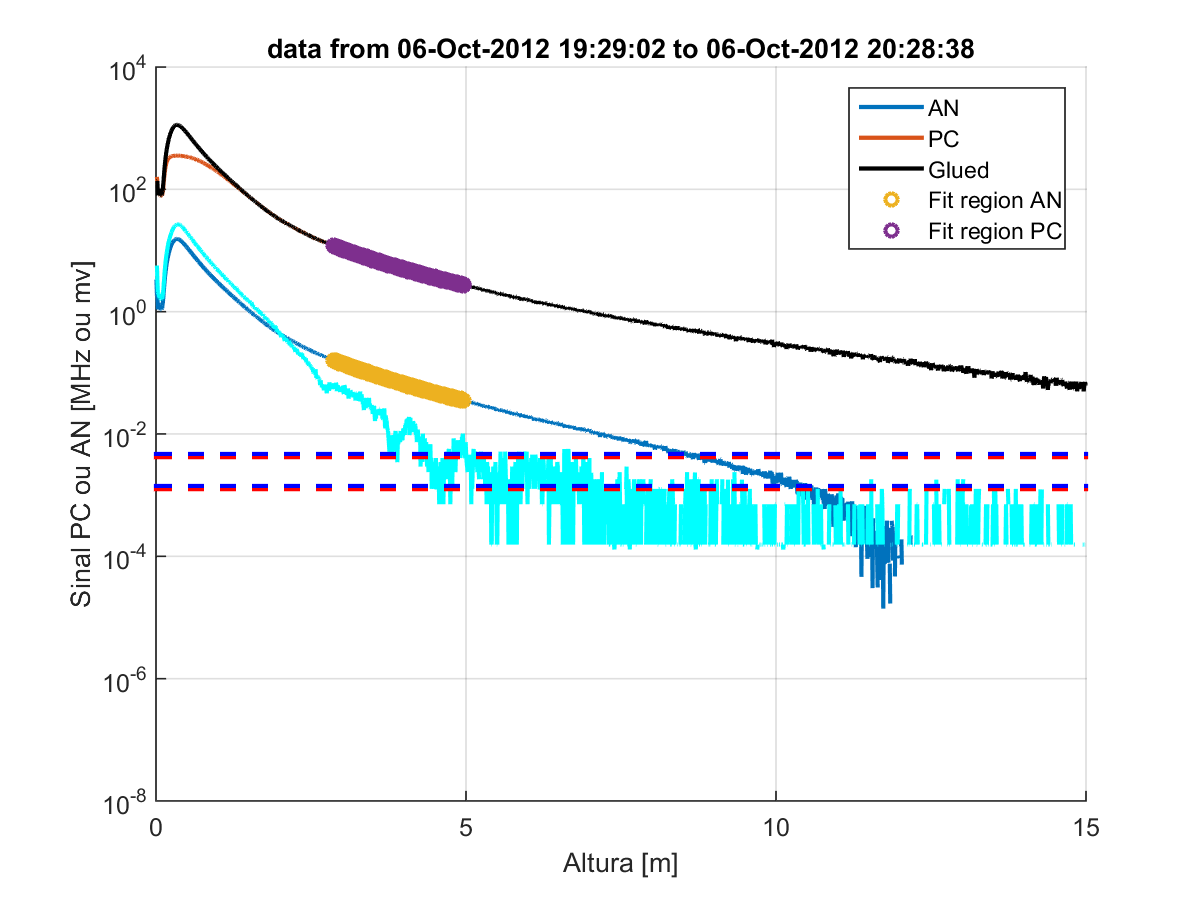 data from 06-Oct-2012 19:29:02 to 06-Oct-2012 20:28:38
Sinal PC ou AN [MHz ou mv]
10^4
10^2
10^0
10^-2
10^-4
10^-6
10^-8
AN
PC
Glued
Fit region AN
Fit region PC
0
5
10
15
Altura [m]